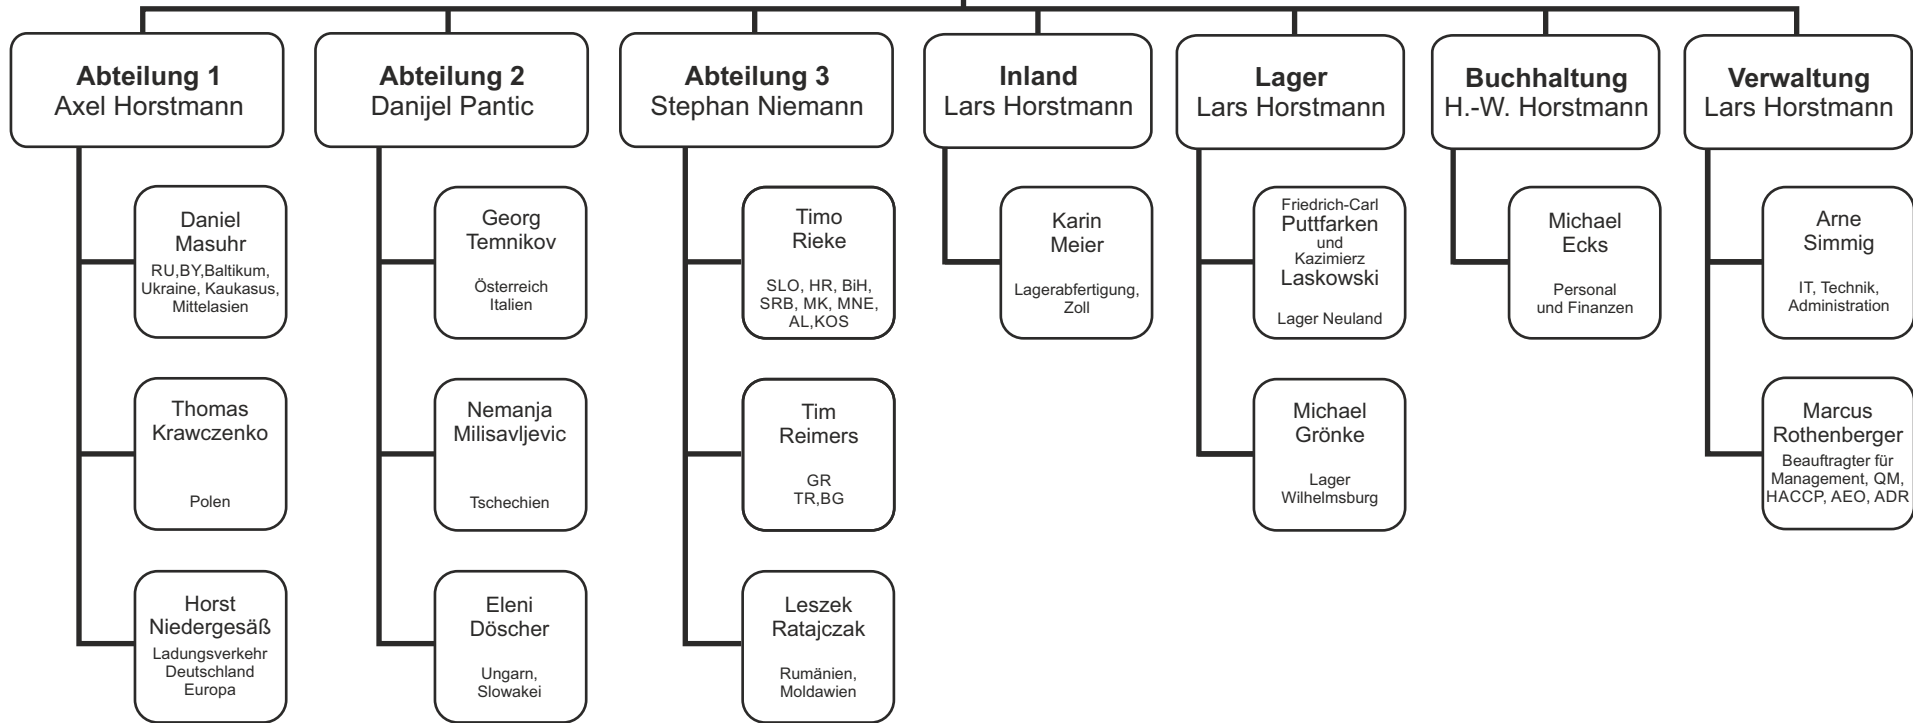 Abteilung 1
Axel Horstmann
Abteilung 2
Danijel Pantic
Abteilung 3
Stephan Niemann
Inland
Lars Horstmann
Lager
Lars Horstmann
Buchhaltung
H.-W. Horstmann
Verwaltung
Lars Horstmann
Daniel
Masuhr
RU,BY,Baltikum,
Ukraine, Kaukasus,
Mittelasien
Georg
Temnikov
Österreich
Italien
Timo
Rieke
SLO, HR, BiH,
SRB, MK, MNE,
AL,KOS
Karin
Meier
Lagerabfertigung,
Zoll
Friedrich-Carl
Puttfarken
und
Kazimierz
Laskowski
Lager Neuland
Michael
Ecks
Personal
und Finanzen
Arne
Simmig
IT, Technik,
Administration
Thomas
Krawczenko
Polen
Nemanja
Milisavljevic
Tschechien
Tim
Reimers
GR
TR,BG
Michael
Grönke
Lager
Wilhelmsburg
Marcus
Rothenberger
Beauftragter für
Management, QM,
HACCP, AEO, ADR
Horst
Niedergesäß
Ladungsverkehr
Deutschland
Europa
Eleni
Döscher
Ungarn,
Slowakei
Leszek
Ratajczak
Rumänien,
Moldawien